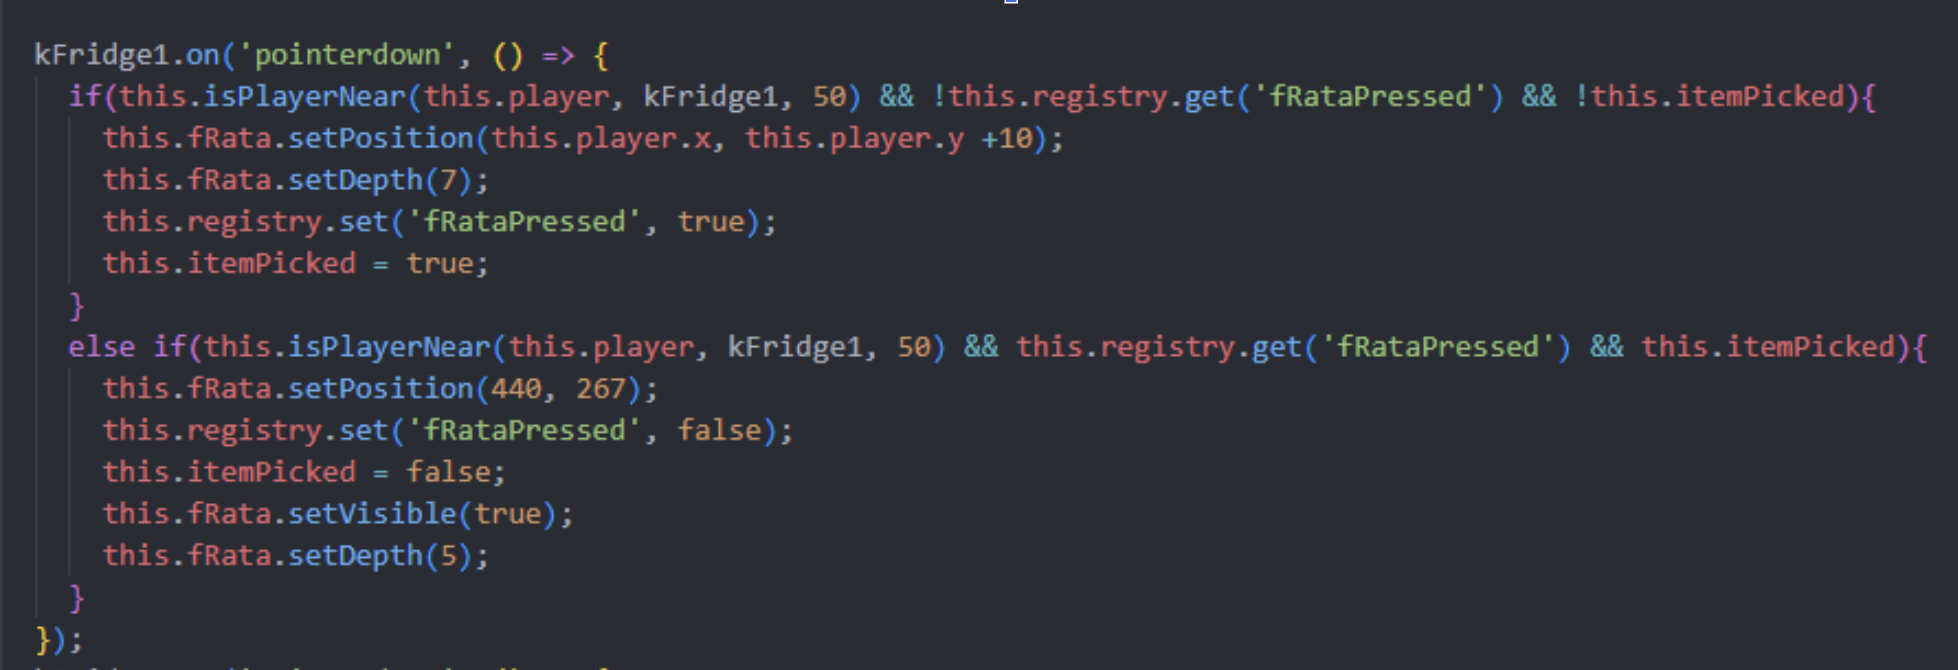 kFridge1.on('pointerdown', () => {
if(this.isPlayerNear(this.player, kFridge1, 50) && !this.registry.get('fRataPressed') && !this.itemPicked){
this.fRata.setPosition(this.player.x, this.player.y +10);
this.fRata.setDepth(7);
this.registry.set('fRataPressed', true);
this.itemPicked = true;
}
else if(this.isPlayerNear(this.player, kFridge1, 50) && this.registry.get('fRataPressed') && this.itemPicked){
this.fRata.setPosition(440, 267);
this.registry.set('fRataPressed', false);
this.itemPicked = false;
this.fRata.setVisible(true);
this.fRata.setDepth(5);
}
});